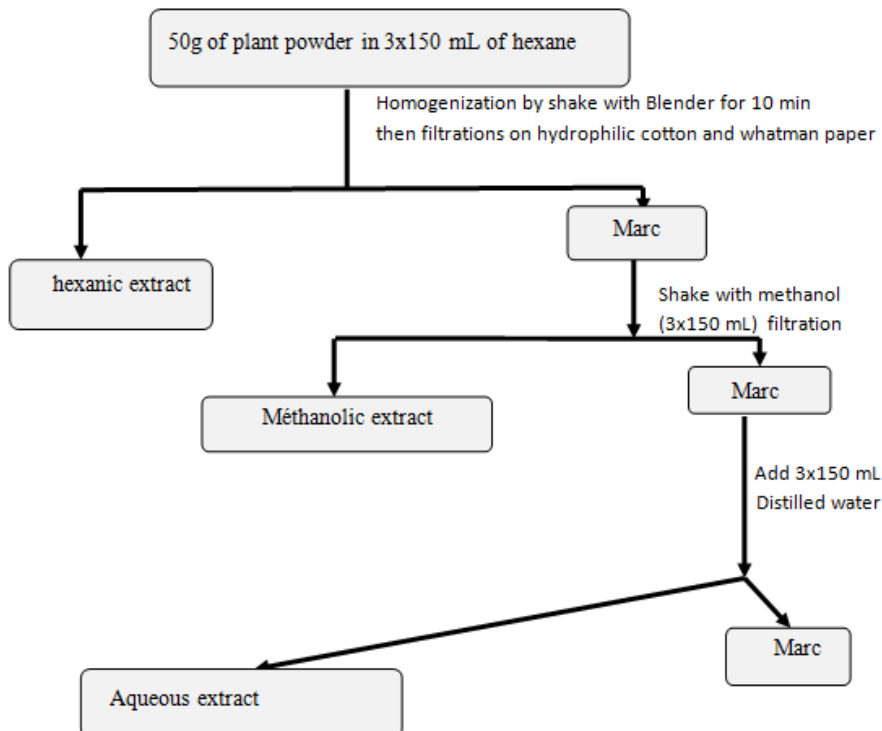 50g of plant powder in 3x150 mL of hexane
Homogenization by shake with Blender for 10 min
then filtrations on hydrophilic cotton and whatman paper
Marc
hexanic extract
Shake with methanol
(3x150 mL) filtration
Marc
Méthanolic extract
Add 3x150 mL
Distilled water
Marc
Aqueous extract